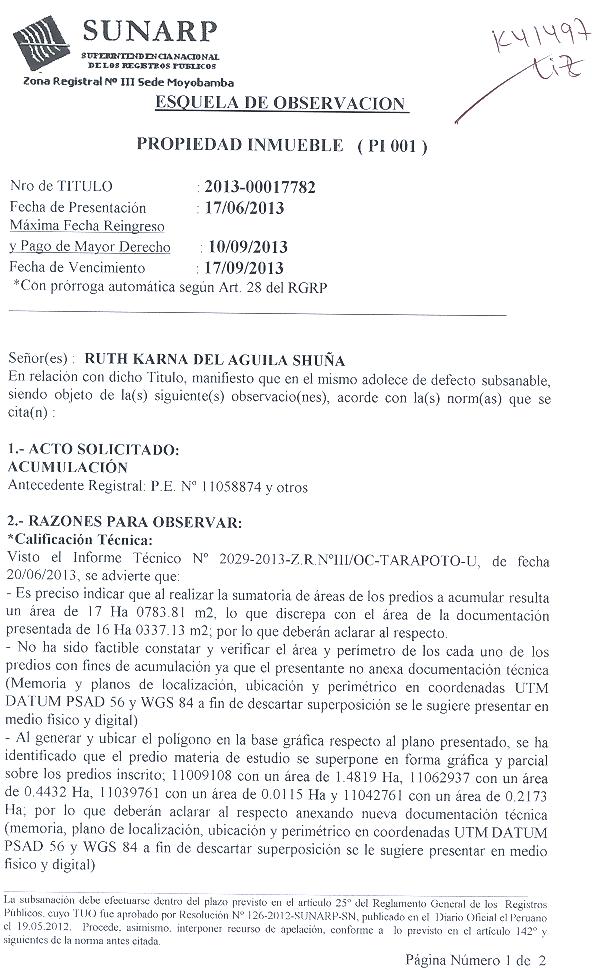 SUNARP
SUPERINTENDENCIA NACIONAL
DE LOS REGISTROS PUBLICOS
Zona Registral Nº III Sede Moyobamba
K41497
Liz
ESQUELA DE OBSERVACION
PROPIEDAD INMUEBLE ( PI 001 )
Nro de TITULO : 2013-00017782
Fecha de Presentación : 17/06/2013
Máxima Fecha Reingreso
y Pago de Mayor Derecho : 10/09/2013
Fecha de Vencimiento : 17/09/2013
*Con prórroga automática según Art. 28 del RGRP
Señor(es) : RUTH KARNA DEL AGUILA SHUÑA
En relación con dicho Titulo, manifiesto que en el mismo adolece de defecto subsanable,
siendo objeto de la(s) siguiente(s) observacio(nes), acorde con la(s) norm(as) que se
cita(n) :
1.- ACTO SOLICITADO:
ACUMULACIÓN
Antecedente Registral: P.E. Nº 11058874 y otros
2.- RAZONES PARA OBSERVAR:
*Calificación Técnica:
Visto el Informe Técnico Nº 2029-2013-Z.R.NºIII/OC-TARAPOTO-U, de fecha
20/06/2013, se advierte que:
- Es preciso indicar que al realizar la sumatoria de áreas de los predios a acumular resulta
un área de 17 Ha 0783.81 m2, lo que discrepa con el área de la documentación
presentada de 16 Ha 0337.13 m2; por lo que deberán aclarar al respecto.
- No ha sido factible constatar y verificar el área y perímetro de los cada uno de los
predios con fines de acumulación ya que el presentante no anexa documentación técnica
(Memoria y planos de localización, ubicación y perimétrico en coordenadas UTM
DATUM PSAD 56 y WGS 84 a fin de descartar superposición se le sugiere presentar en
medio fisico y digital)
- Al generar y ubicar el polígono en la base gráfica respecto al plano presentado, se ha
identificado que el predio materia de estudio se superpone en forma gráfica y parcial
sobre los predios inscrito; 11009108 con un área de 1.4819 Ha, 11062937 con un área
de 0.4432 Ha, 11039761 con un área de 0.0115 Ha y 11042761 con un área de 0.2173
Ha; por lo que deberán aclarar al respecto anexando nueva documentación técnica
(memoria, plano de localización, ubicación y perimétrico en coordenadas UTM DATUM
PSAD 56 y WGS 84 a fin de descartar superposición se le sugiere presentar en medio
fisico y digital)
La subsanación debe efectuarse dentro del plazo previsto en el artículo 25º del Reglamento General de los Registros
Públicos, cuyo TUO fue aprobado por Resolución Nº 126-2012-SUNARP-SN, publicado en el Diario Oficial el Peruano
el 19.05.2012. Procede, asimismo, interponer recurso de apelación, conforme a lo previsto en el artículo 142º y
siguientes de la norma antes citada.
Página Número 1 de 2